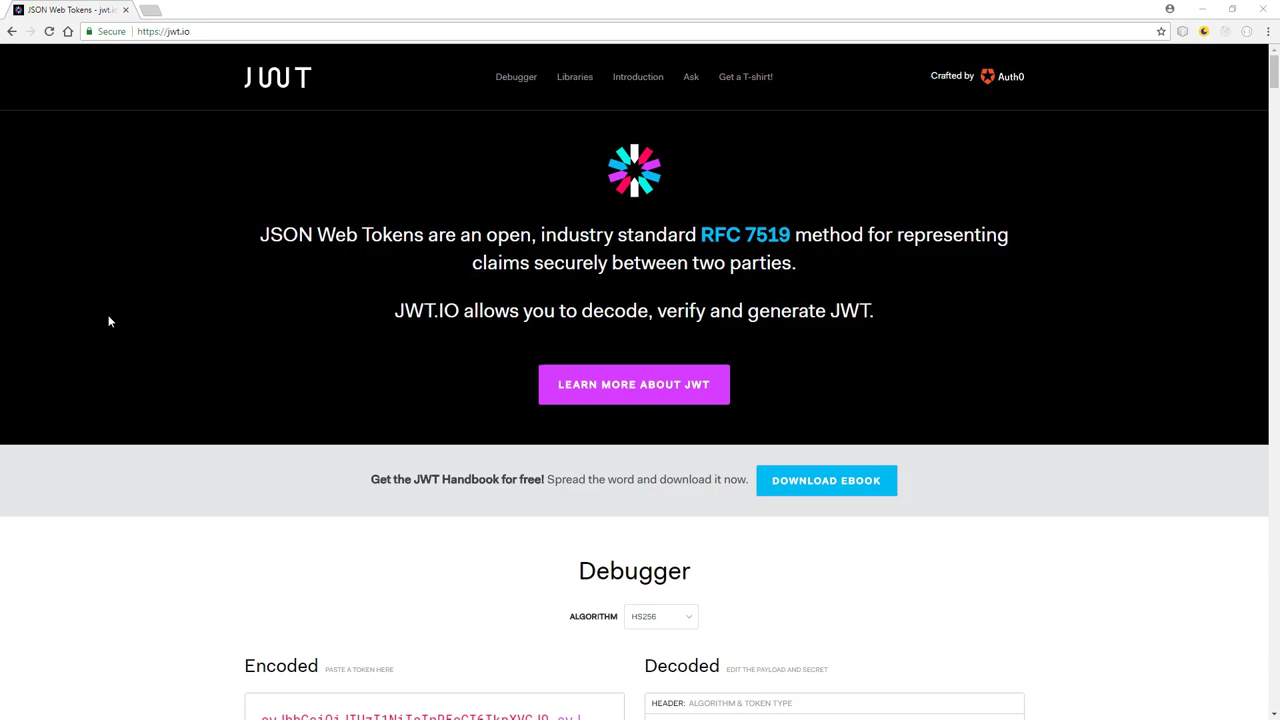 JSON Web Tokens - jwt.io
Secure
https://jwt.io
JWT
Debugger
Libraries
Introduction
Ask
Get a T-shirt!
Crafted by
Auth0
JSON Web Tokens are an open, industry standard RFC 7519 method for representing
claims securely between two parties.
JWT.IO allows you to decode, verify and generate JWT.
LEARN MORE ABOUT JWT
Get the JWT Handbook for free! Spread the word and download it now.
DOWNLOAD EBOOK
Debugger
ALGORITHM
HS256
Encoded PASTE A TOKEN HERE
Decoded EDIT THE PAYLOAD AND SECRET
HEADER: ALGORITHM & TOKEN TYPE